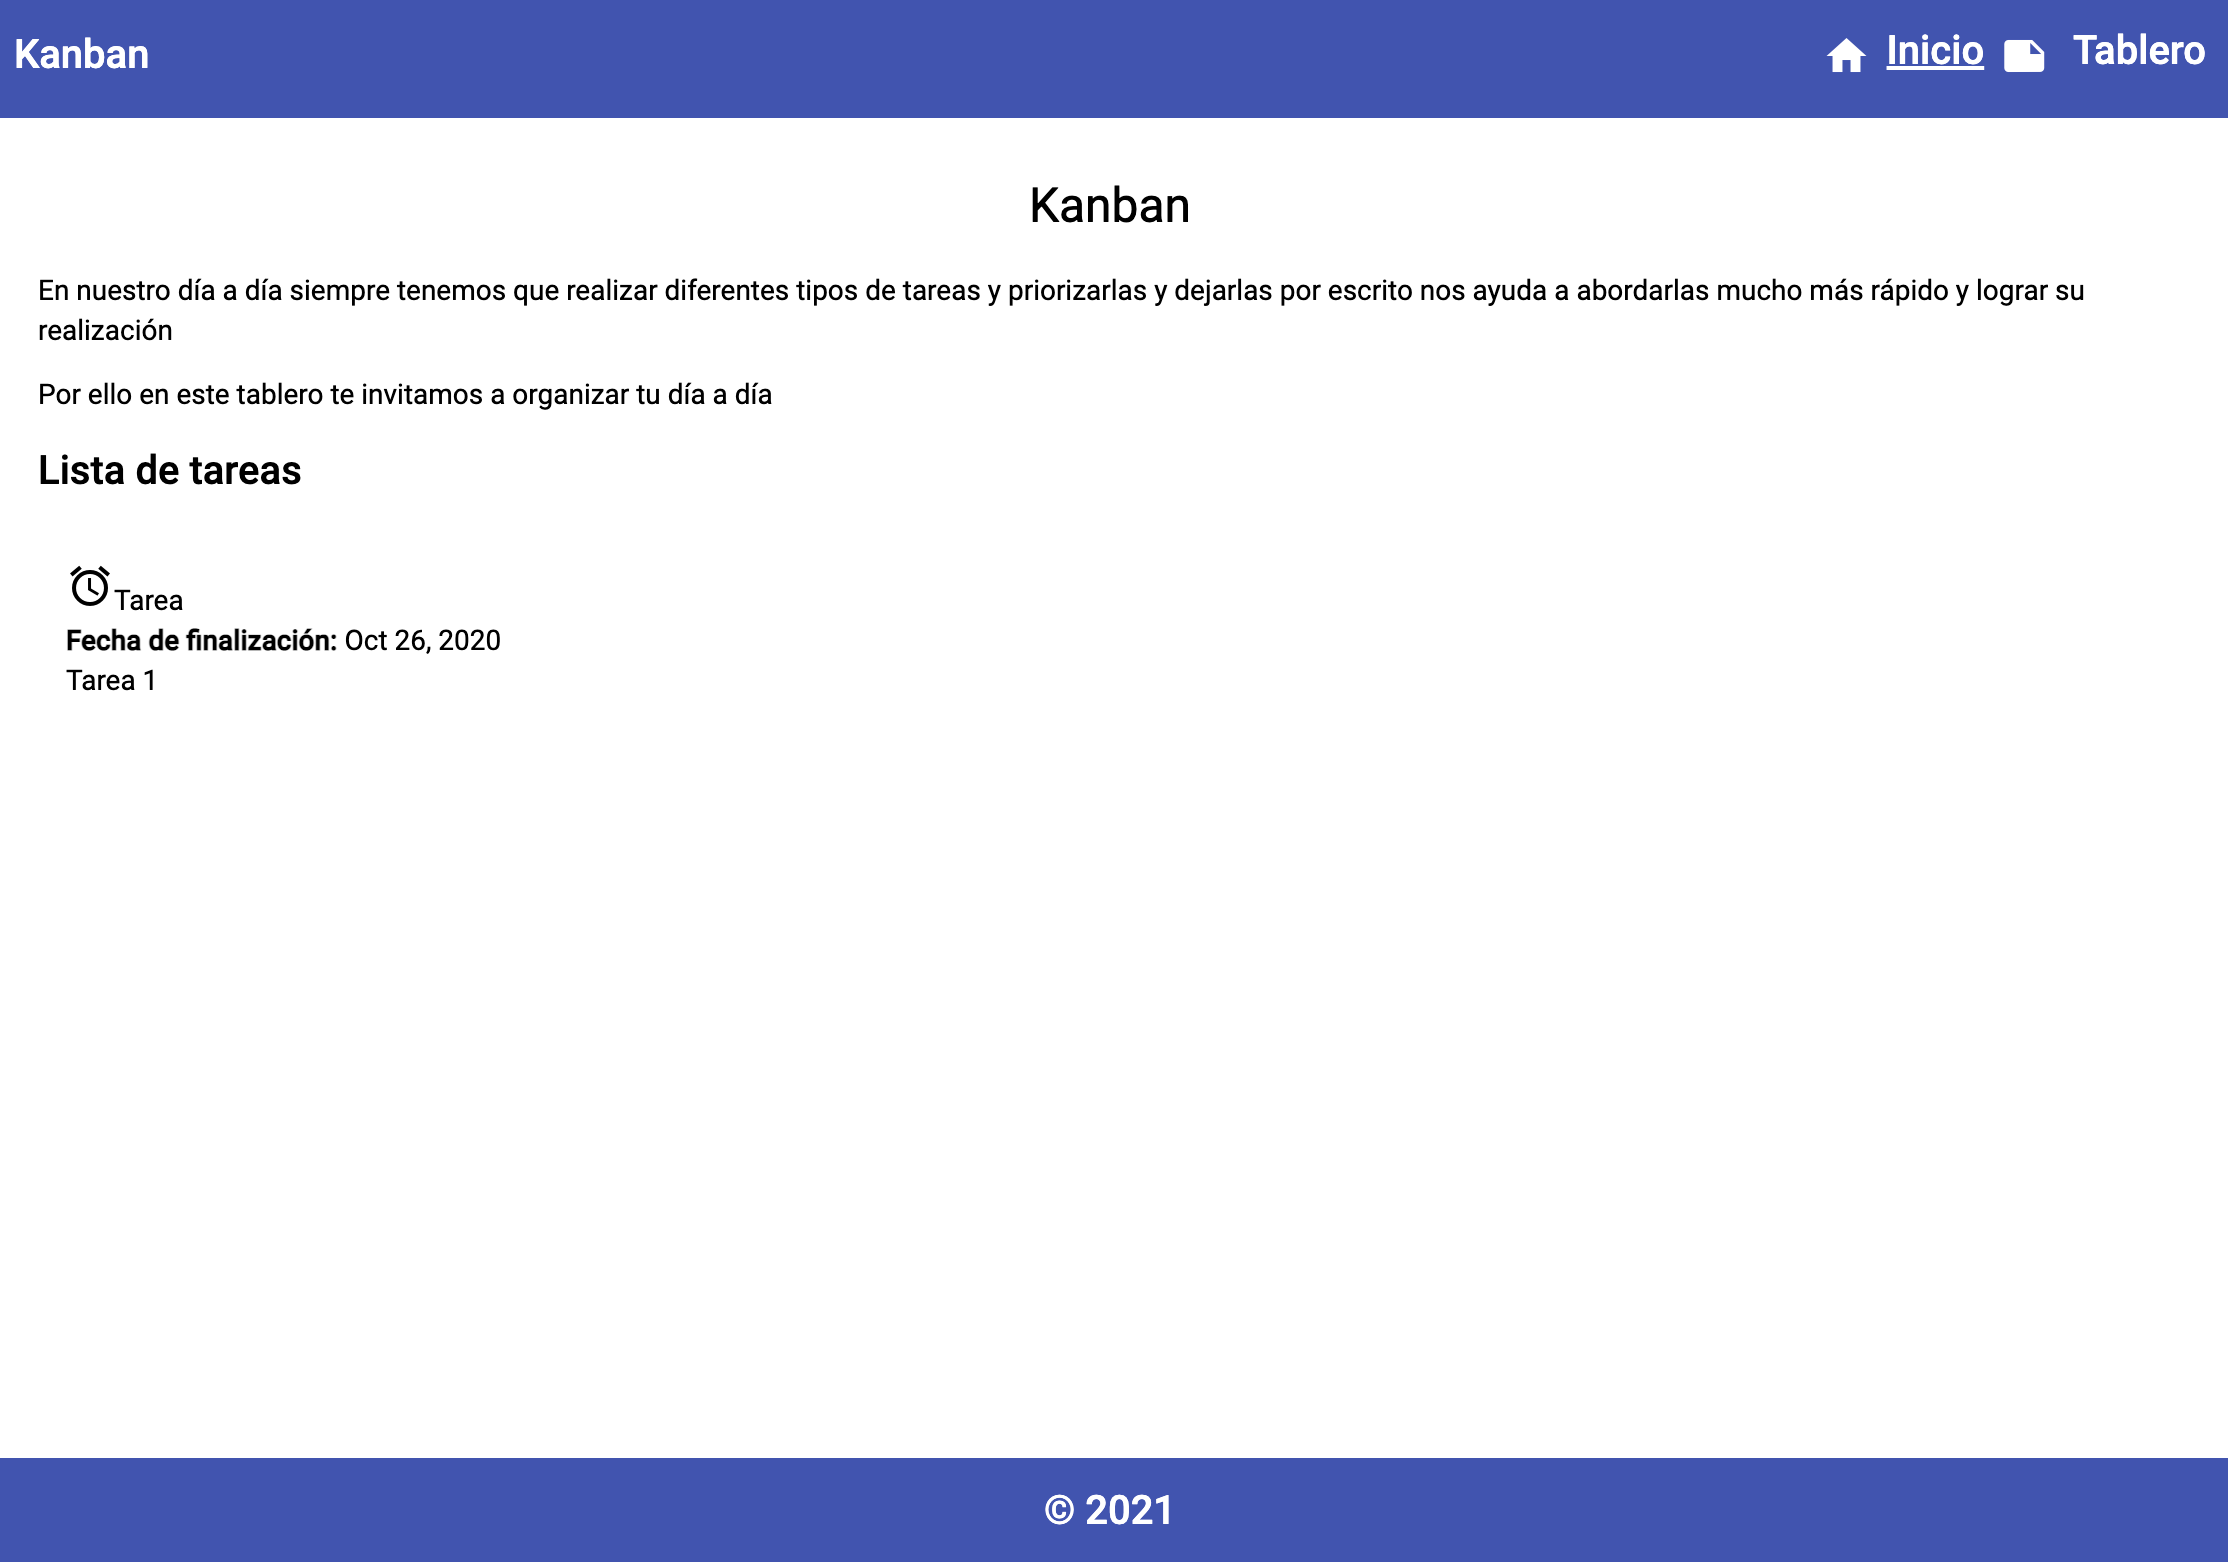 Kanban
Inicio
Tablero
Kanban
En nuestro día a día siempre tenemos que realizar diferentes tipos de tareas y priorizarlas y dejarlas por escrito nos ayuda a abordarlas mucho más rápido y lograr su
realización
Por ello en este tablero te invitamos a organizar tu día a día
Lista de tareas
Tarea
Fecha de finalización: Oct 26, 2020
Tarea 1
© 2021